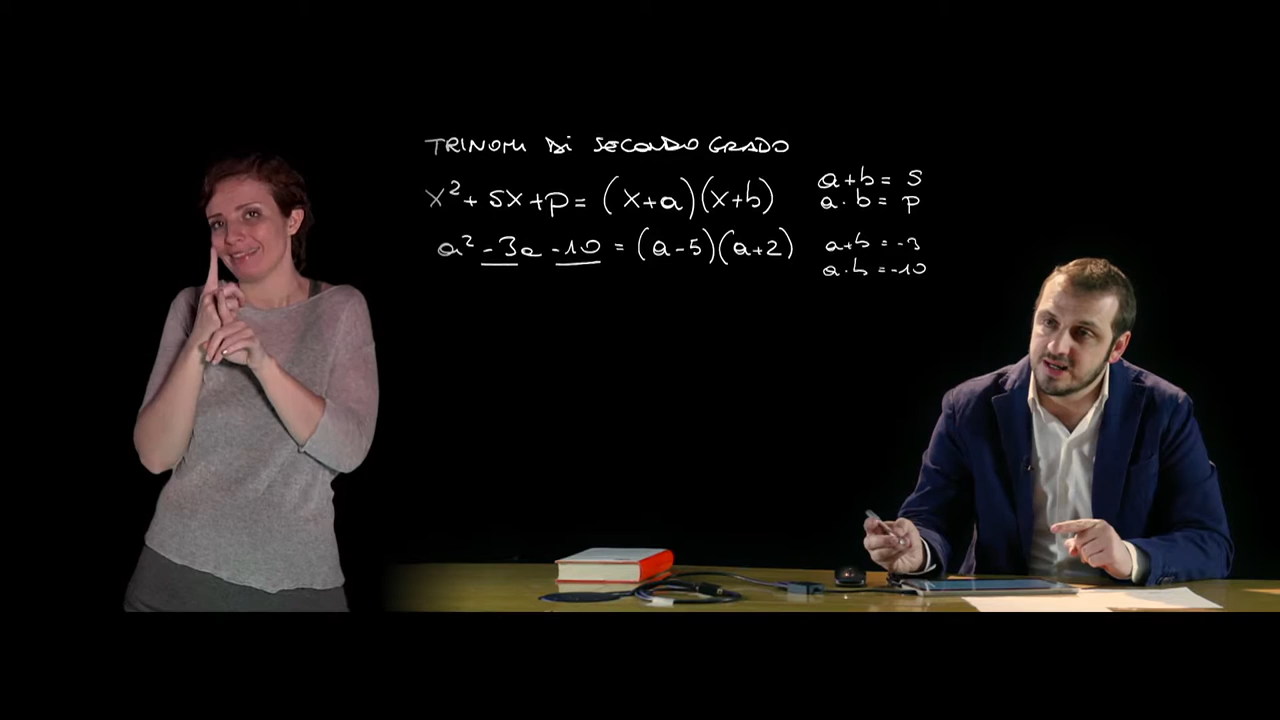 TRINOMI DI SECONDO GRADO
x² + sx + p = (x+a)(x+b)
a+b = s
a·b = p
a² - 3a - 10 = (a-5)(a+2)
a+b = -3
a·b = -10